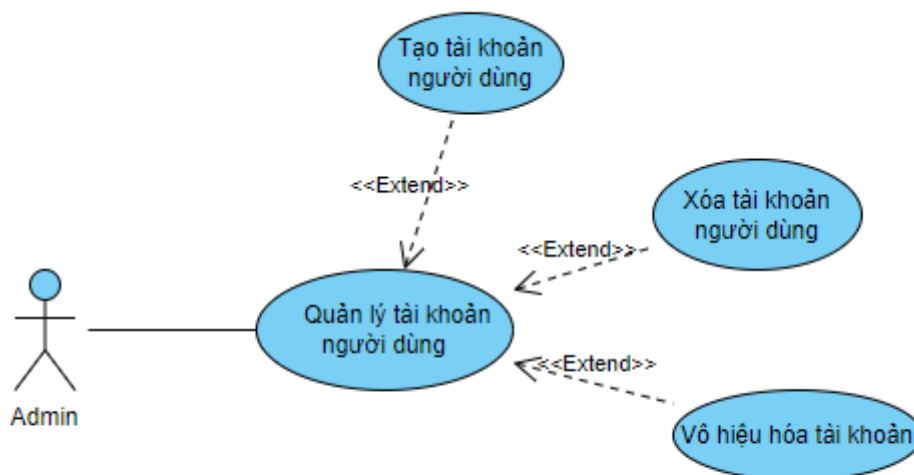 Tạo tài khoản
người dùng
<<Extend>>
Xóa tài khoản
người dùng
<<Extend>>
Quản lý tài khoản
người dùng
<<Extend>>
Admin
Vô hiệu hóa tài khoản